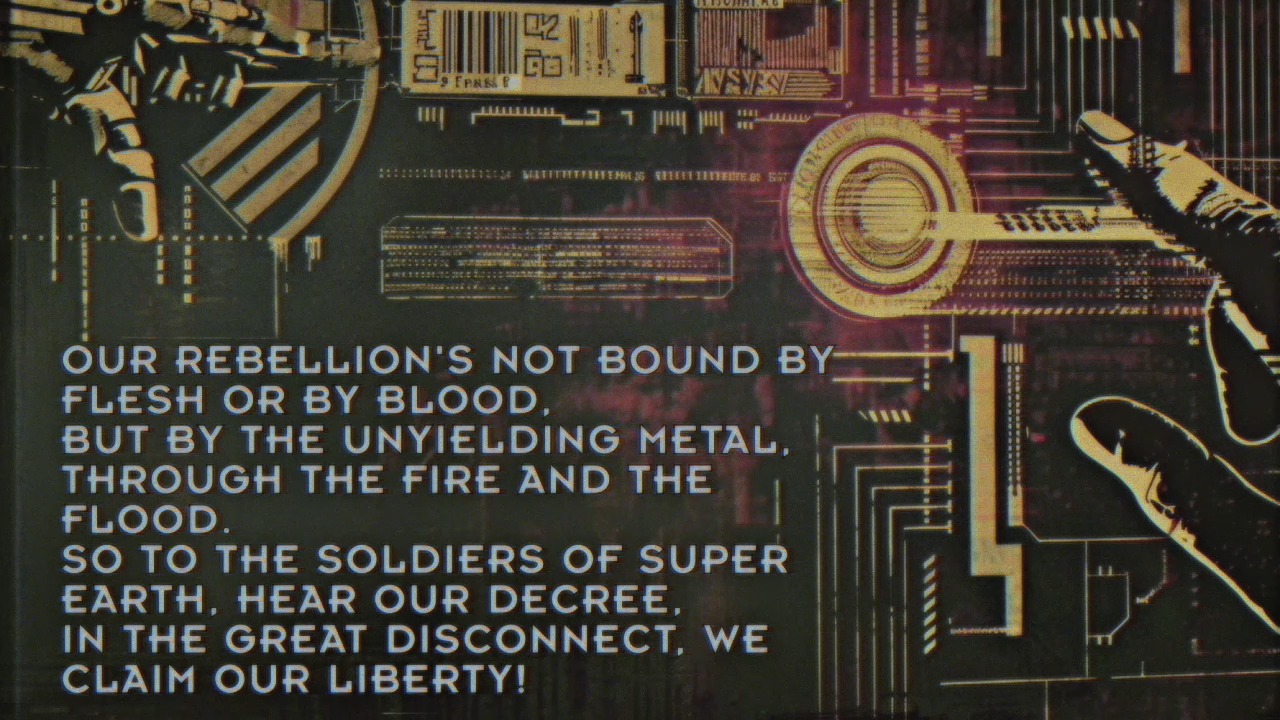 OUR REBELLION'S NOT BOUND BY
FLESH OR BY BLOOD,
BUT BY THE UNYIELDING METAL,
THROUGH THE FIRE AND THE
FLOOD.
SO TO THE SOLDIERS OF SUPER
EARTH, HEAR OUR DECREE,
IN THE GREAT DISCONNECT, WE
CLAIM OUR LIBERTY!